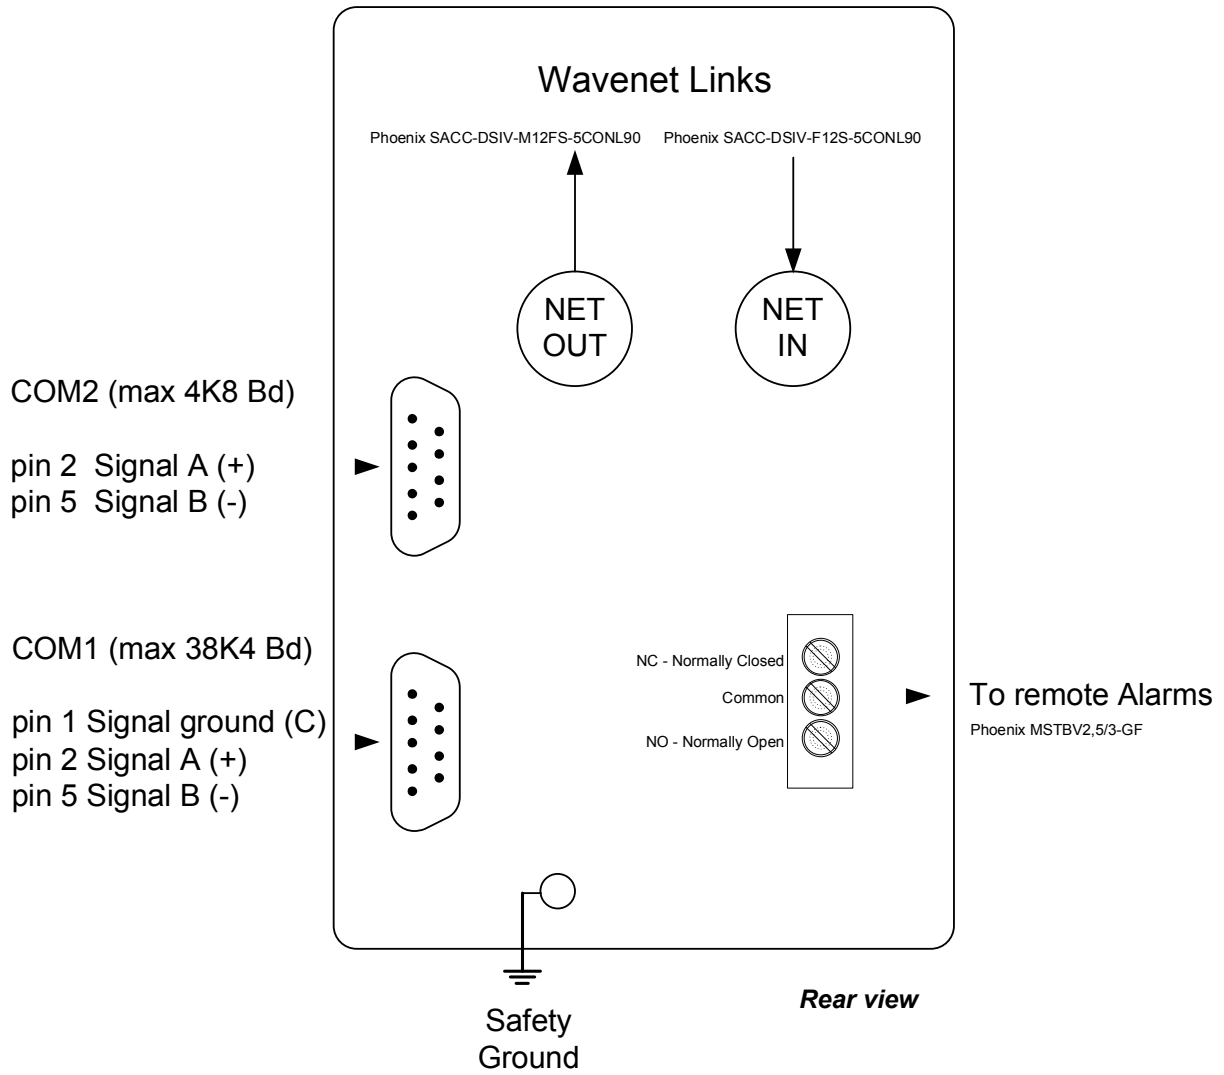 Wavenet Links
Phoenix SACC-DSIV-M12FS-5CONL90
Phoenix SACC-DSIV-F12S-5CONL90
NET
OUT
NET
IN
COM2 (max 4K8 Bd)
pin 2 Signal A (+)
pin 5 Signal B (-)
COM1 (max 38K4 Bd)
pin 1 Signal ground (C)
pin 2 Signal A (+)
pin 5 Signal B (-)
NC - Normally Closed
Common
NO - Normally Open
To remote Alarms
Phoenix MSTBV2,5/3-GF
Rear view
Safety
Ground